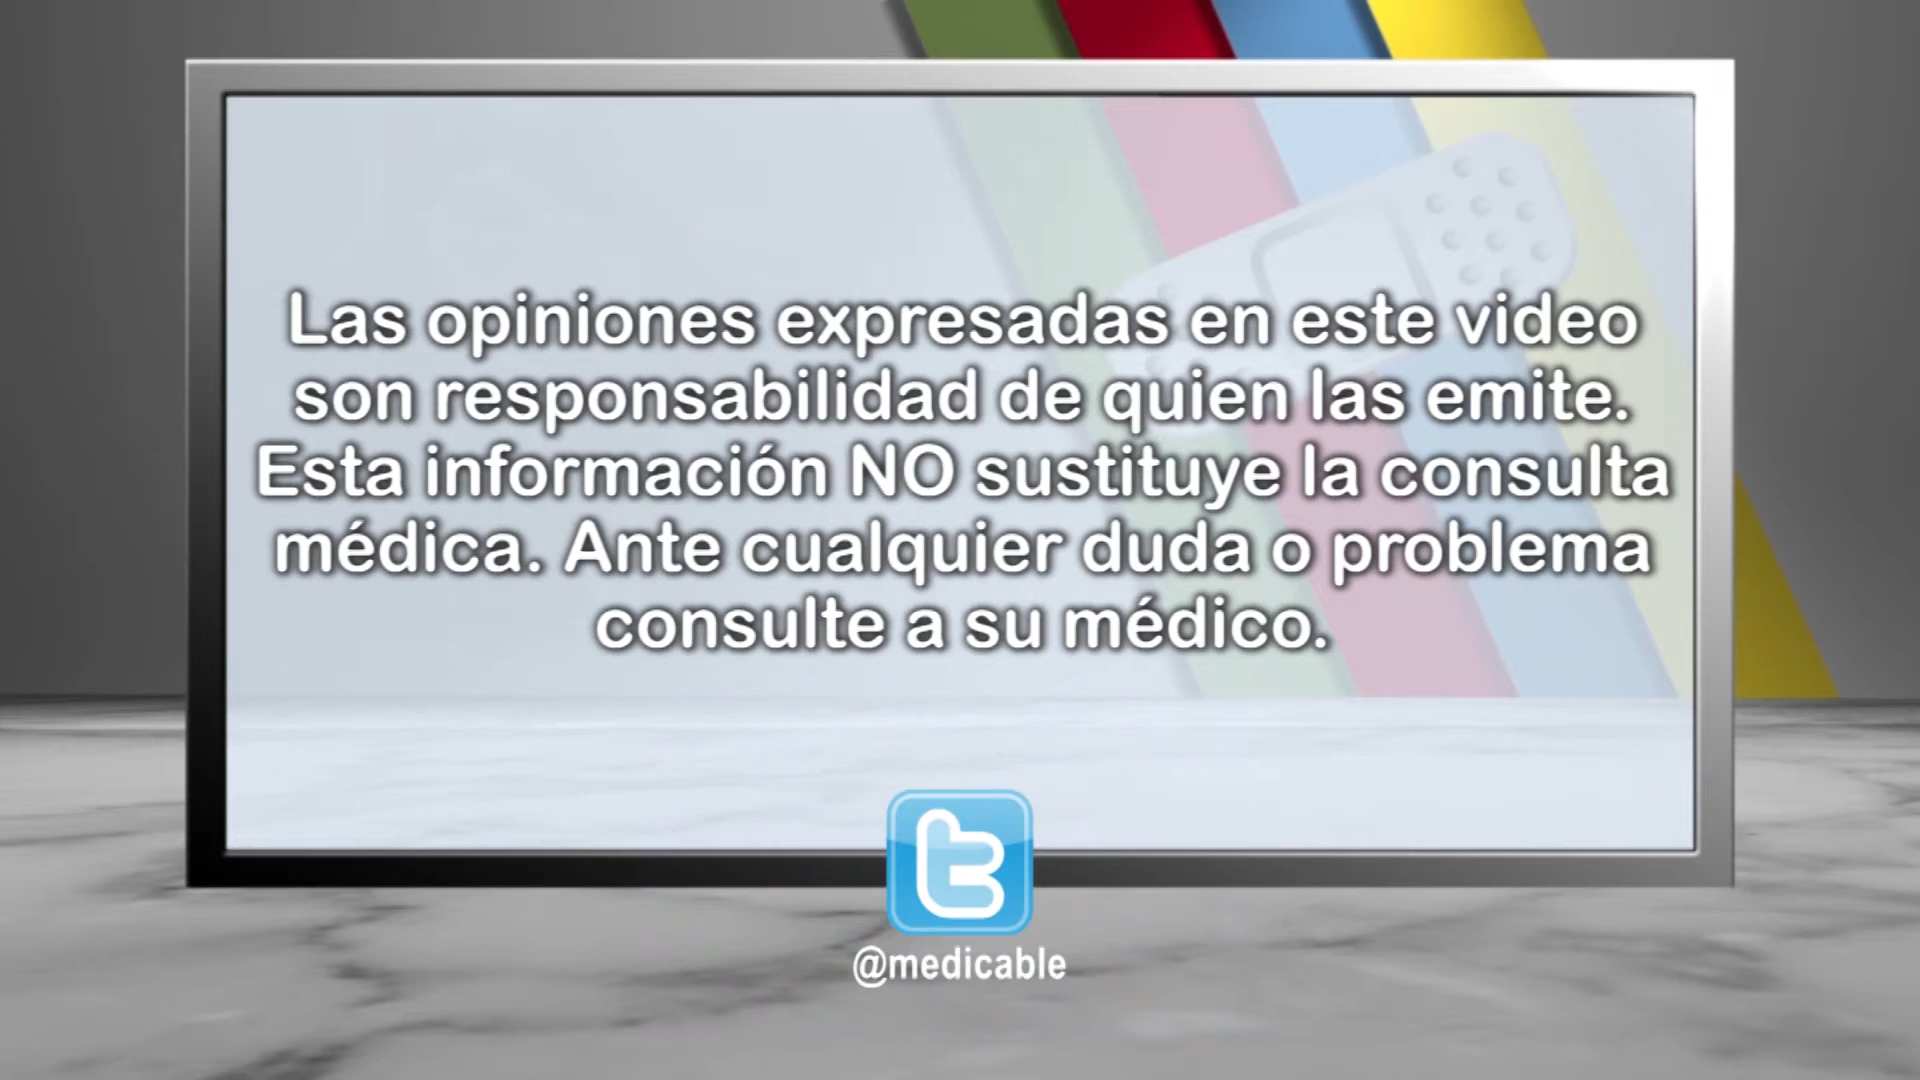 Las opiniones expresadas en este video
son responsabilidad de quien las emite.
Esta información NO sustituye la consulta
médica. Ante cualquier duda o problema
consulte a su médico.
@medicable